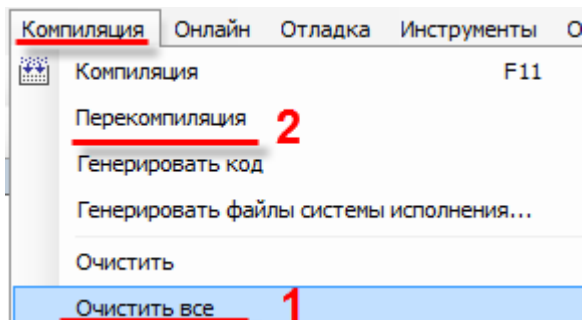 Компиляция Онлайн Отладка Инструменты О
Компиляция F11
Перекомпиляция 2
Генерировать код
Генерировать файлы системы исполнения...
Очистить
Очистить все 1